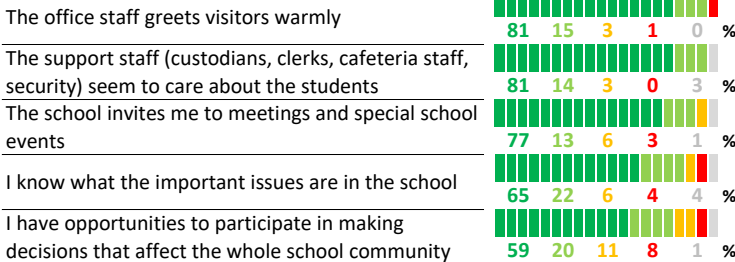 The office staff greets visitors warmly
81 15 3 1 0 %
The support staff (custodians, clerks, cafeteria staff,
security) seem to care about the students
81 14 3 0 3 %
The school invites me to meetings and special school
events
77 13 6 3 1 %
I know what the important issues are in the school
65 22 6 4 4 %
I have opportunities to participate in making
decisions that affect the whole school community
59 20 11 8 1 %